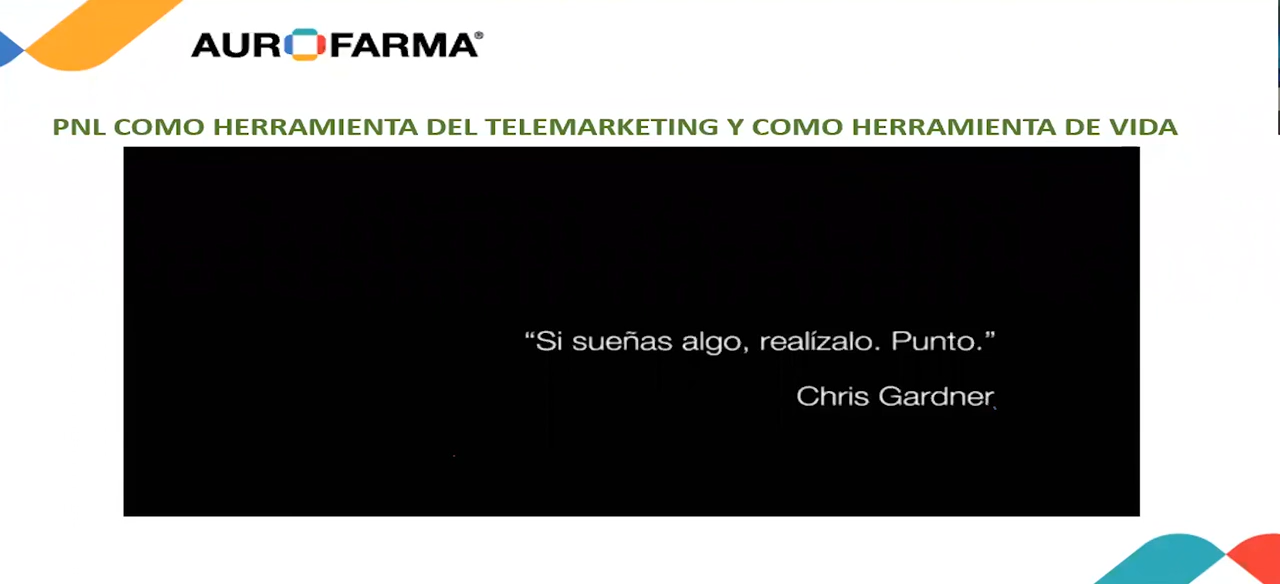 AUROFARMA®
PNL COMO HERRAMIENTA DEL TELEMARKETING Y COMO HERRAMIENTA DE VIDA
“Si sueñas algo, realízalo. Punto.”
Chris Gardner